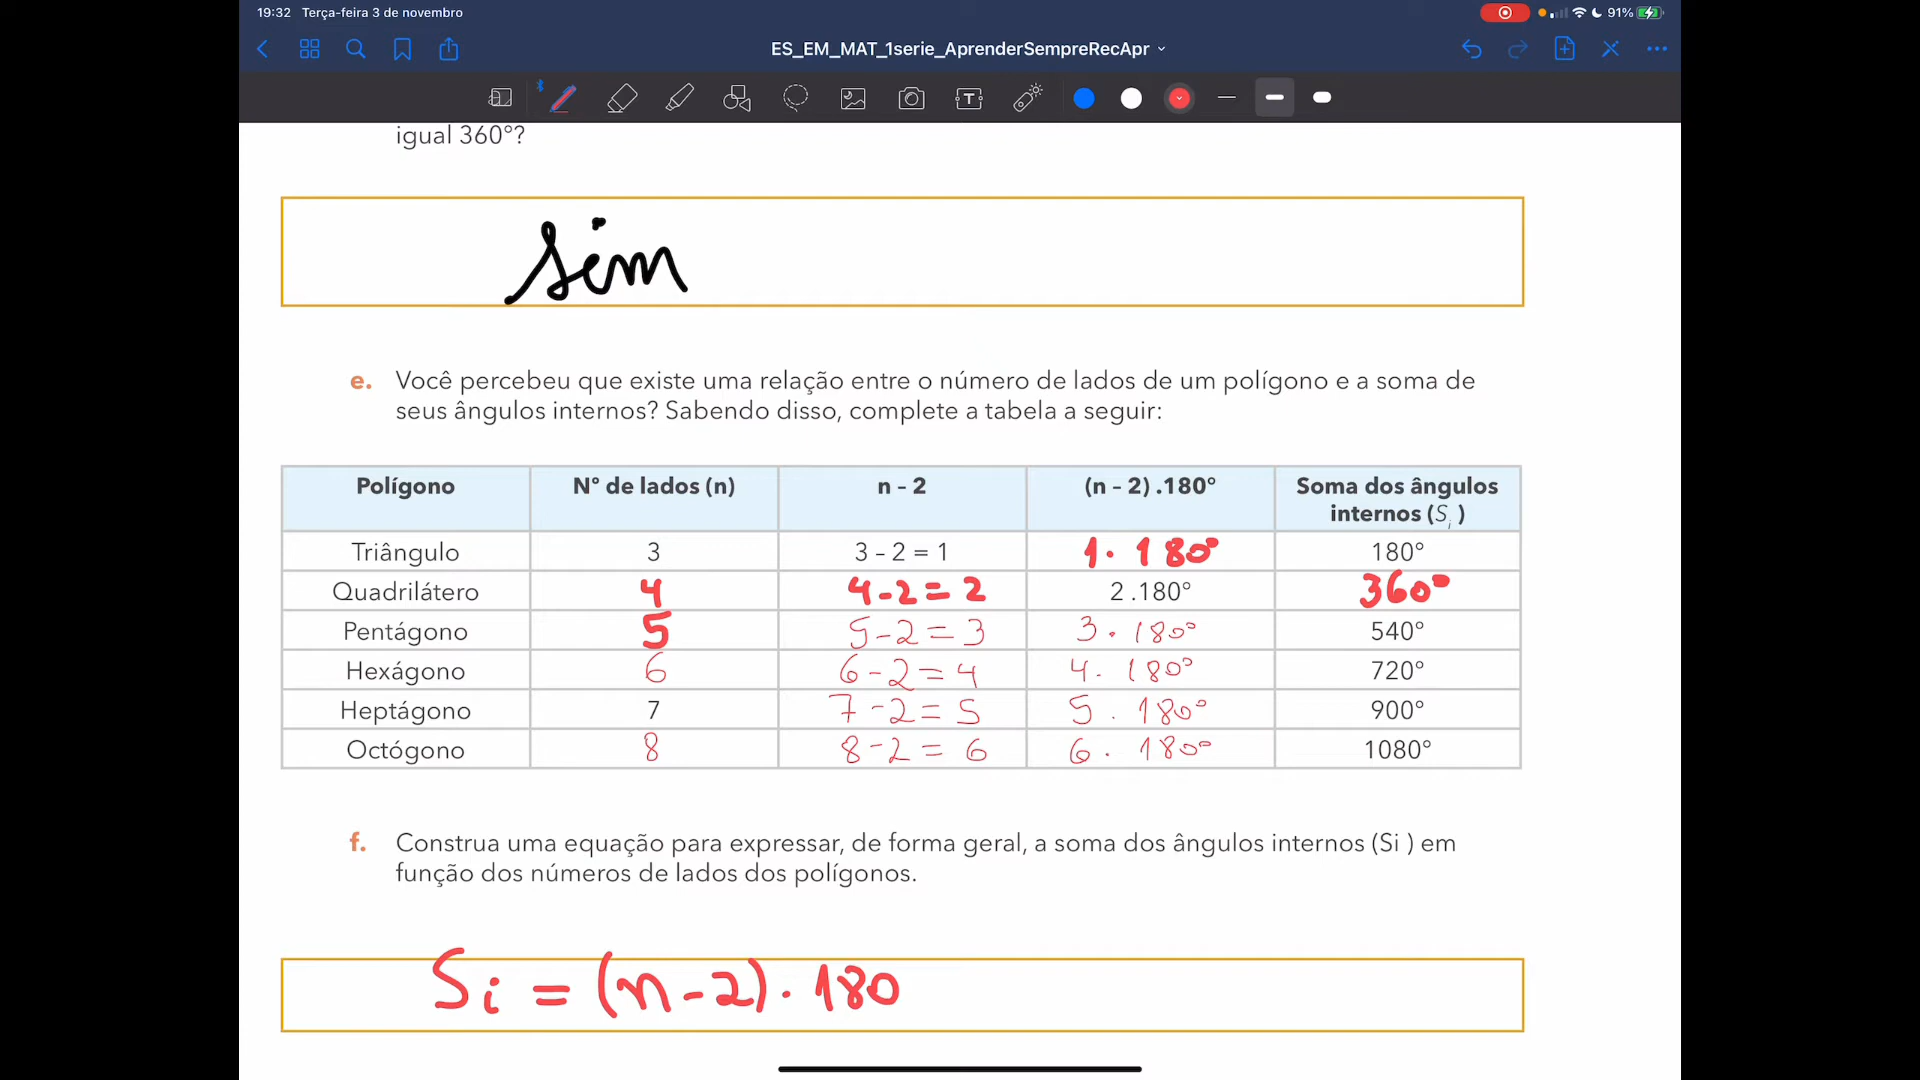 19:32 Terça-feira 3 de novembro
91%
ES_EM_MAT_1serie_AprenderSempreRecApr
igual 360°?
sim
e. Você percebeu que existe uma relação entre o número de lados de um polígono e a soma de
seus ângulos internos? Sabendo disso, complete a tabela a seguir:
Polígono N° de lados (n) n – 2 (n – 2) .180° Soma dos ângulos
internos (Si )
Triângulo 3 3 – 2 = 1 1 . 180° 180°
Quadrilátero 4 4 - 2 = 2 2 .180° 360°
Pentágono 5 5 - 2 = 3 3 . 180° 540°
Hexágono 6 6 - 2 = 4 4 . 180° 720°
Heptágono 7 7 - 2 = 5 5 . 180° 900°
Octógono 8 8 - 2 = 6 6 . 180° 1080°
f. Construa uma equação para expressar, de forma geral, a soma dos ângulos internos (Si ) em
função dos números de lados dos polígonos.
Si = (n - 2) . 180